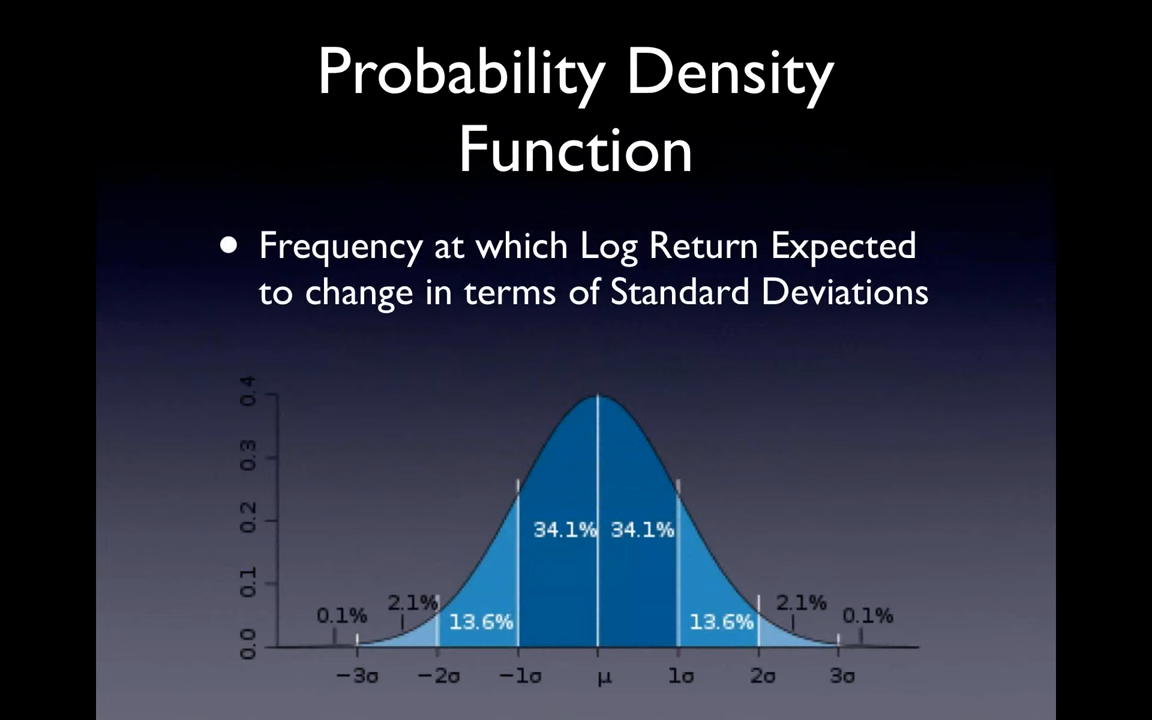 Probability Density
Function
• Frequency at which Log Return Expected
to change in terms of Standard Deviations
0.4
0.3
0.2
0.1
0.0
34.1% 34.1%
0.1% 2.1% 13.6% 13.6% 2.1% 0.1%
−3σ −2σ −1σ μ 1σ 2σ 3σ